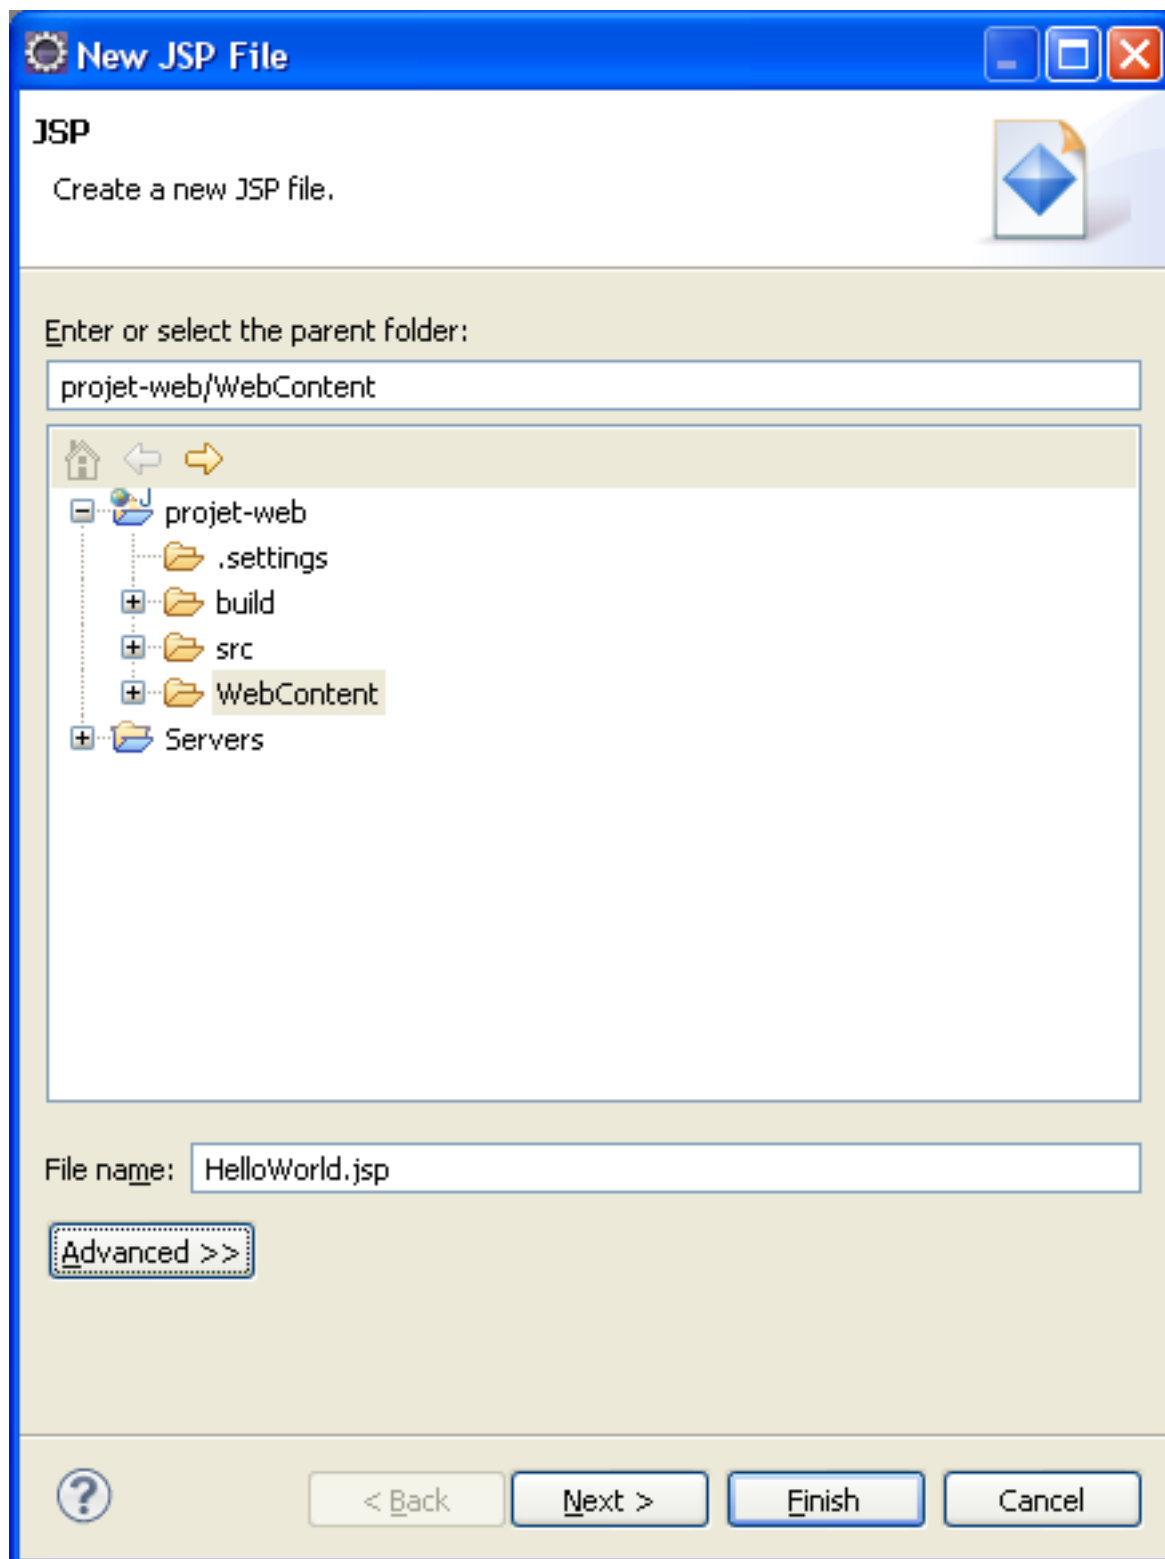 New JSP File
JSP
Create a new JSP file.
Enter or select the parent folder:
projet-web/WebContent
projet-web
.settings
build
src
WebContent
Servers
File name: HelloWorld.jsp
Advanced >>
? < Back Next > Finish Cancel